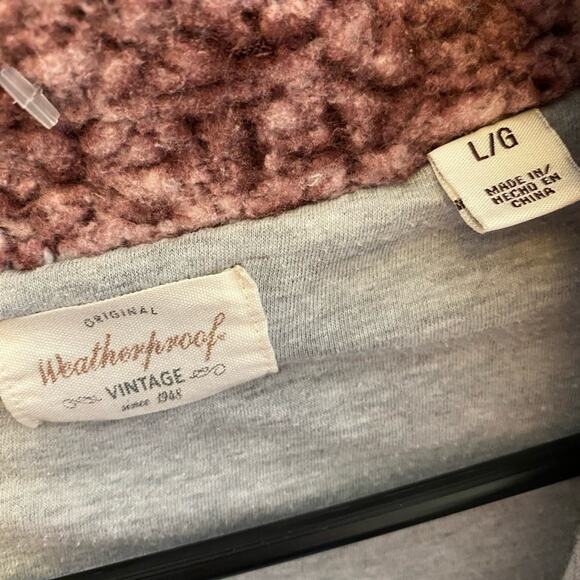 ORIGINAL
Weatherproof
VINTAGE
since 1948
L/G
MADE IN/
HECHO EN
CHINA